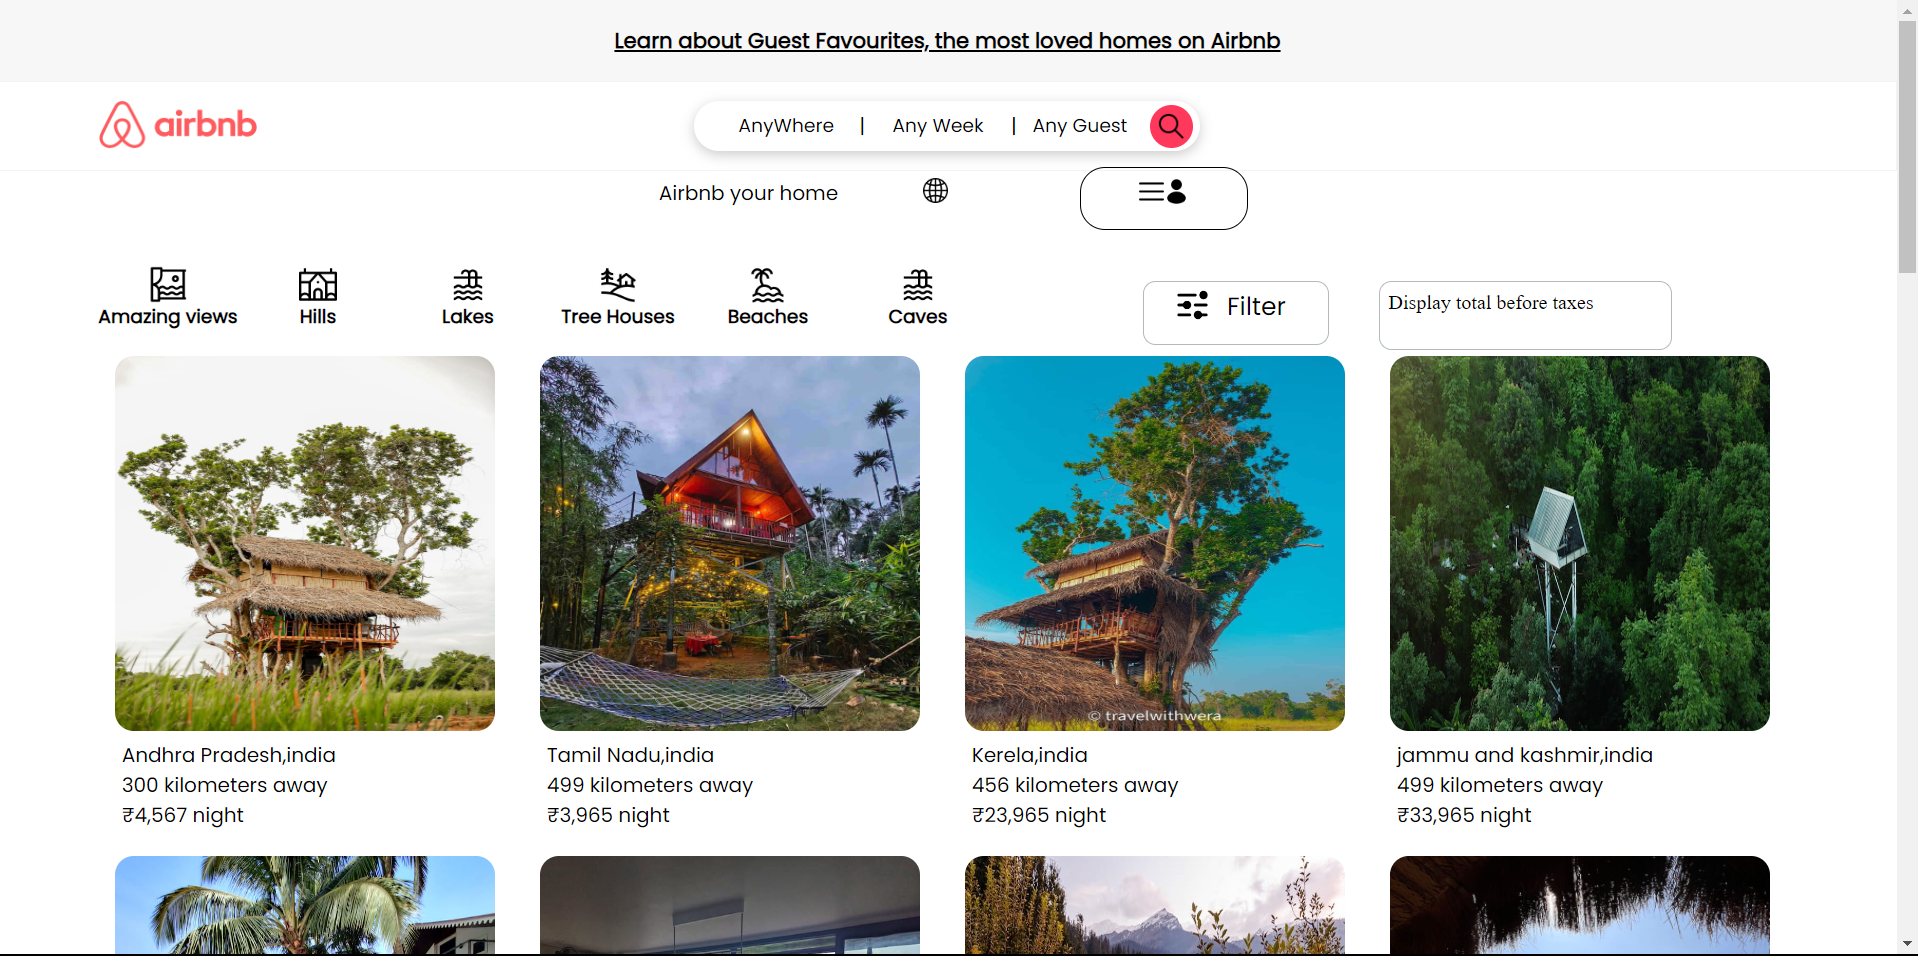 Learn about Guest Favourites, the most loved homes on Airbnb
airbnb
AnyWhere | Any Week | Any Guest
Airbnb your home
Amazing views
Hills
Lakes
Tree Houses
Beaches
Caves
Filter
Display total before taxes
© travelwithwera
Andhra Pradesh,india
300 kilometers away
₹4,567 night
Tamil Nadu,india
499 kilometers away
₹3,965 night
Kerela,india
456 kilometers away
₹23,965 night
jammu and kashmir,india
499 kilometers away
₹33,965 night